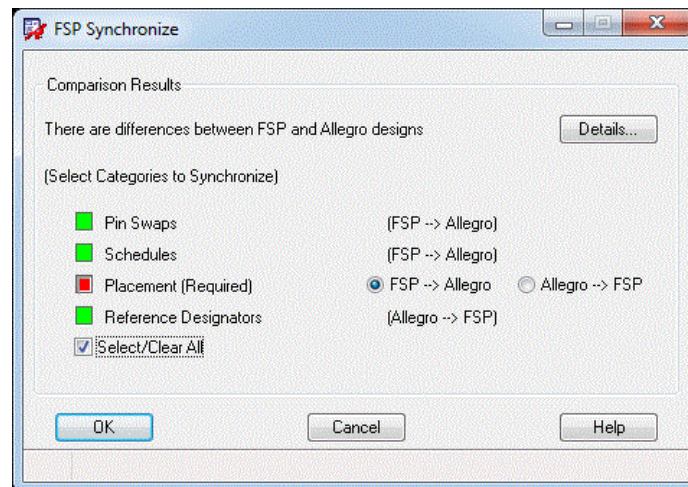 FSP Synchronize
Comparison Results
There are differences between FSP and Allegro designs Details...
(Select Categories to Synchronize)
Pin Swaps (FSP --> Allegro)
Schedules (FSP --> Allegro)
Placement (Required) FSP --> Allegro Allegro --> FSP
Reference Designators (Allegro --> FSP)
Select/Clear All
OK Cancel Help